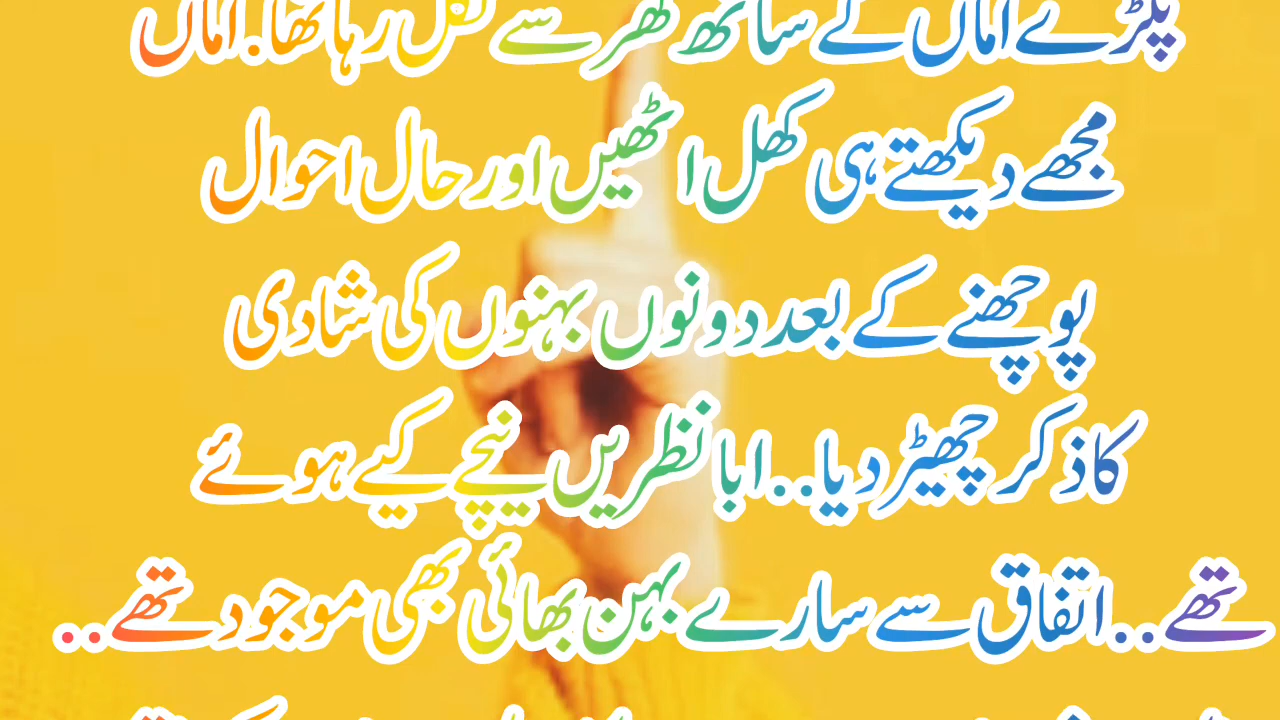 پکڑے اماں کے ساتھ گھر سے نکل رہا تھا. اماں
مجھے دیکھتے ہی کھل اٹھیں اور حال احوال
پوچھنے کے بعد دونوں بہنوں کی شادی
کا ذکر چھیڑ دیا.. ابا نظریں نیچے کیے ہوئے
تھے.. اتفاق سے سارے بہن بھائی بھی موجود تھے..